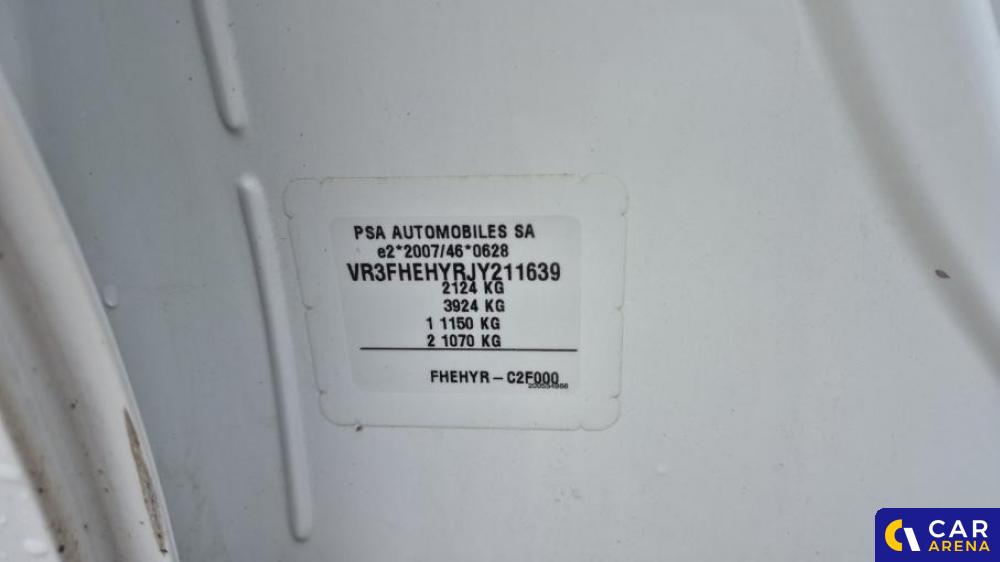 PSA AUTOMOBILES SA
e2*2007/46*0628
VR3FHEHYRJY211639
2124 KG
3924 KG
1 1150 KG
2 1070 KG
FHEHYR – C2F000
CAR
ARENA